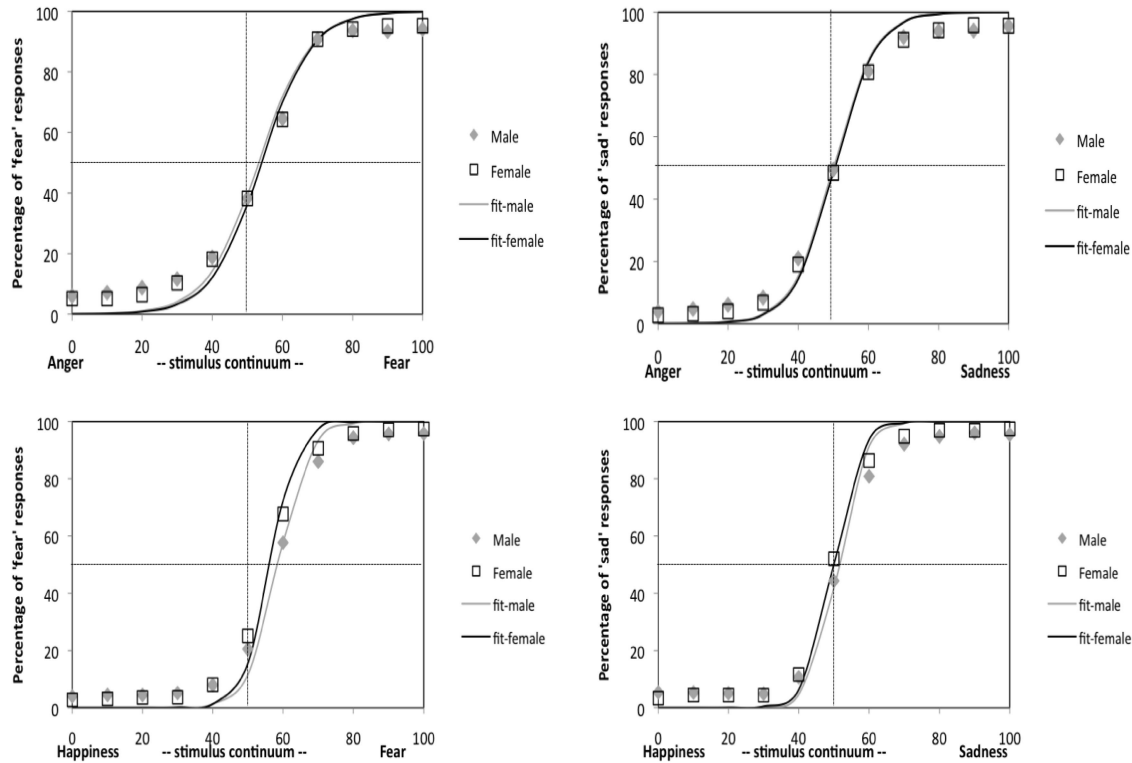 Percentage of 'fear' responses
100
80
60
40
20
0
0 20 40 60 80 100
Anger -- stimulus continuum -- Fear
Male
Female
fit-male
fit-female
Percentage of 'sad' responses
100
80
60
40
20
0
0 20 40 60 80 100
Anger -- stimulus continuum -- Sadness
Male
Female
fit-male
fit-female
Percentage of 'fear' responses
100
80
60
40
20
0
0 20 40 60 80 100
Happiness -- stimulus continuum -- Fear
Male
Female
fit-male
fit-female
Percentage of 'sad' responses
100
80
60
40
20
0
0 20 40 60 80 100
Happiness -- stimulus continuum -- Sadness
Male
Female
fit-male
fit-female